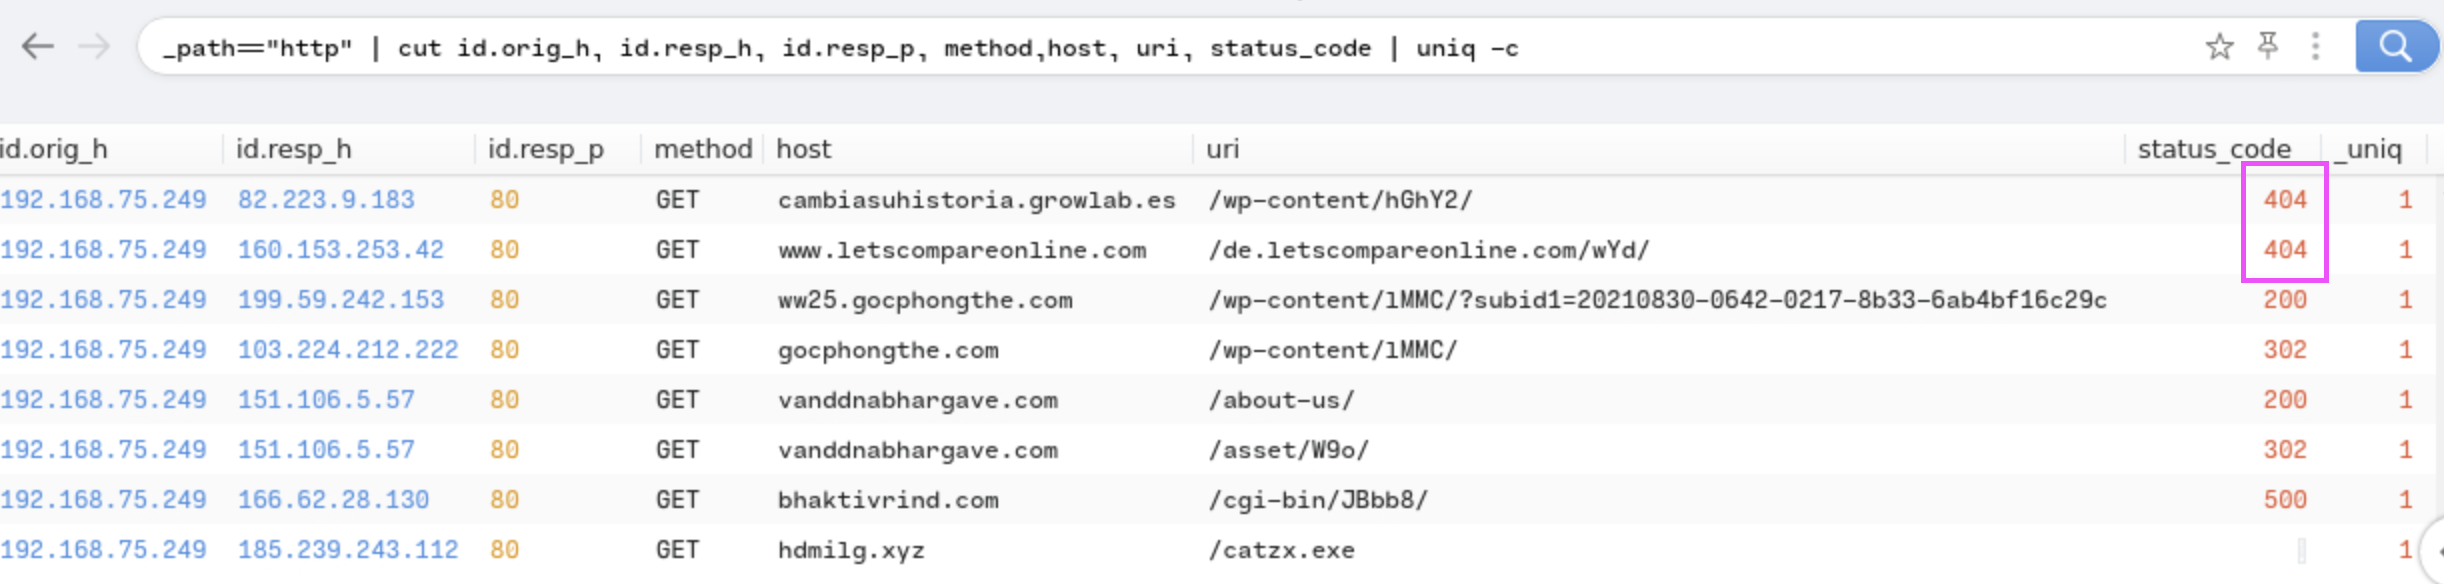 _path=="http" | cut id.orig_h, id.resp_h, id.resp_p, method,host, uri, status_code | uniq -c
id.orig_h id.resp_h id.resp_p method host uri status_code _uniq
192.168.75.249 82.223.9.183 80 GET cambiasuhistoria.growlab.es /wp-content/hGhY2/ 404 1
192.168.75.249 160.153.253.42 80 GET www.letscompareonline.com /de.letscompareonline.com/wYd/ 404 1
192.168.75.249 199.59.242.153 80 GET ww25.gocphongthe.com /wp-content/lMMC/?subid1=20210830-0642-0217-8b33-6ab4bf16c29c 200 1
192.168.75.249 103.224.212.222 80 GET gocphongthe.com /wp-content/lMMC/ 302 1
192.168.75.249 151.106.5.57 80 GET vanddnabhargave.com /about-us/ 200 1
192.168.75.249 151.106.5.57 80 GET vanddnabhargave.com /asset/W9o/ 302 1
192.168.75.249 166.62.28.130 80 GET bhaktivrind.com /cgi-bin/JBbb8/ 500 1
192.168.75.249 185.239.243.112 80 GET hdmilg.xyz /catzx.exe 1